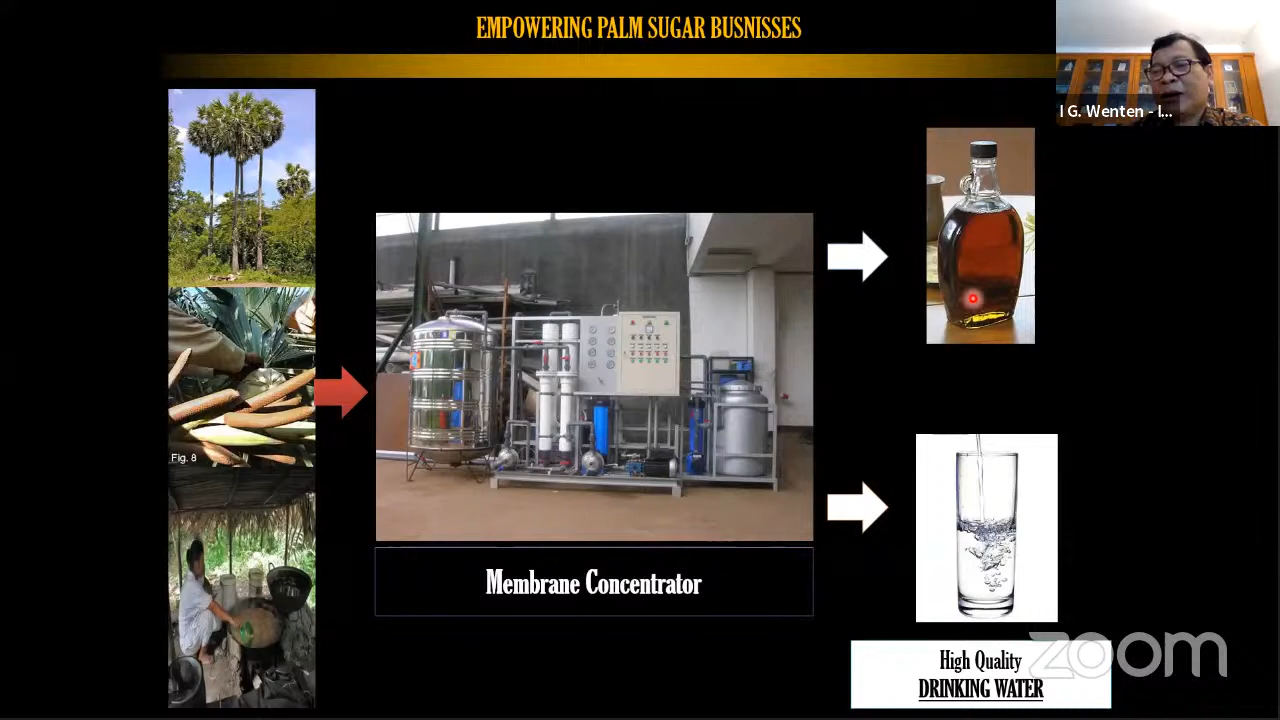 EMPOWERING PALM SUGAR BUSNISSES
I G. Wenten - I...
Fig. 8
Membrane Concentrator
High Quality
DRINKING WATER
zoom